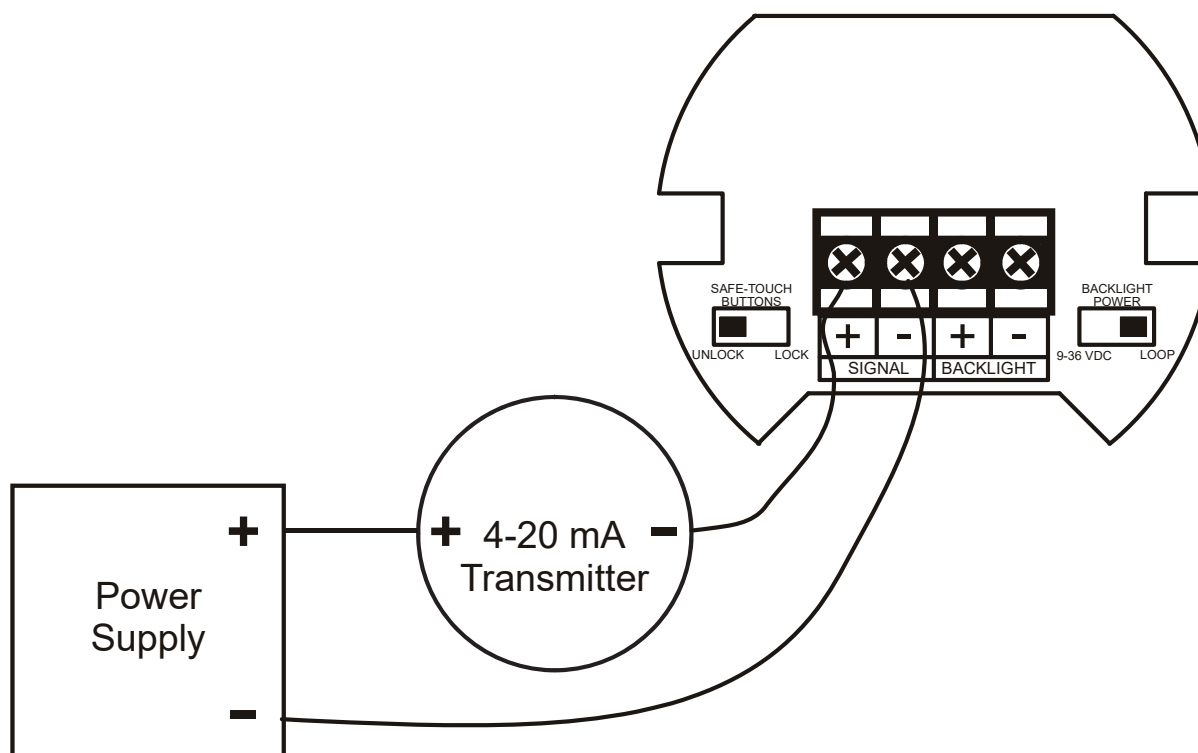 SAFE-TOUCH
BUTTONS
UNLOCK LOCK
BACKLIGHT
POWER
9-36 VDC LOOP
+ - + -
SIGNAL BACKLIGHT
+
Power
Supply
-
+ 4-20 mA -
Transmitter